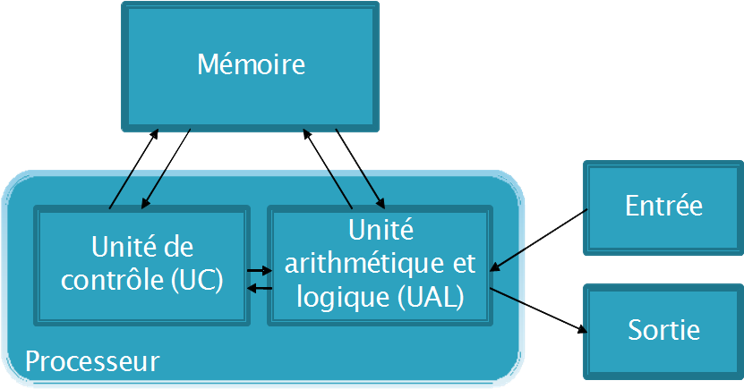 Mémoire
Entrée
Unité de
contrôle (UC)
Unité
arithmétique et
logique (UAL)
Sortie
Processeur